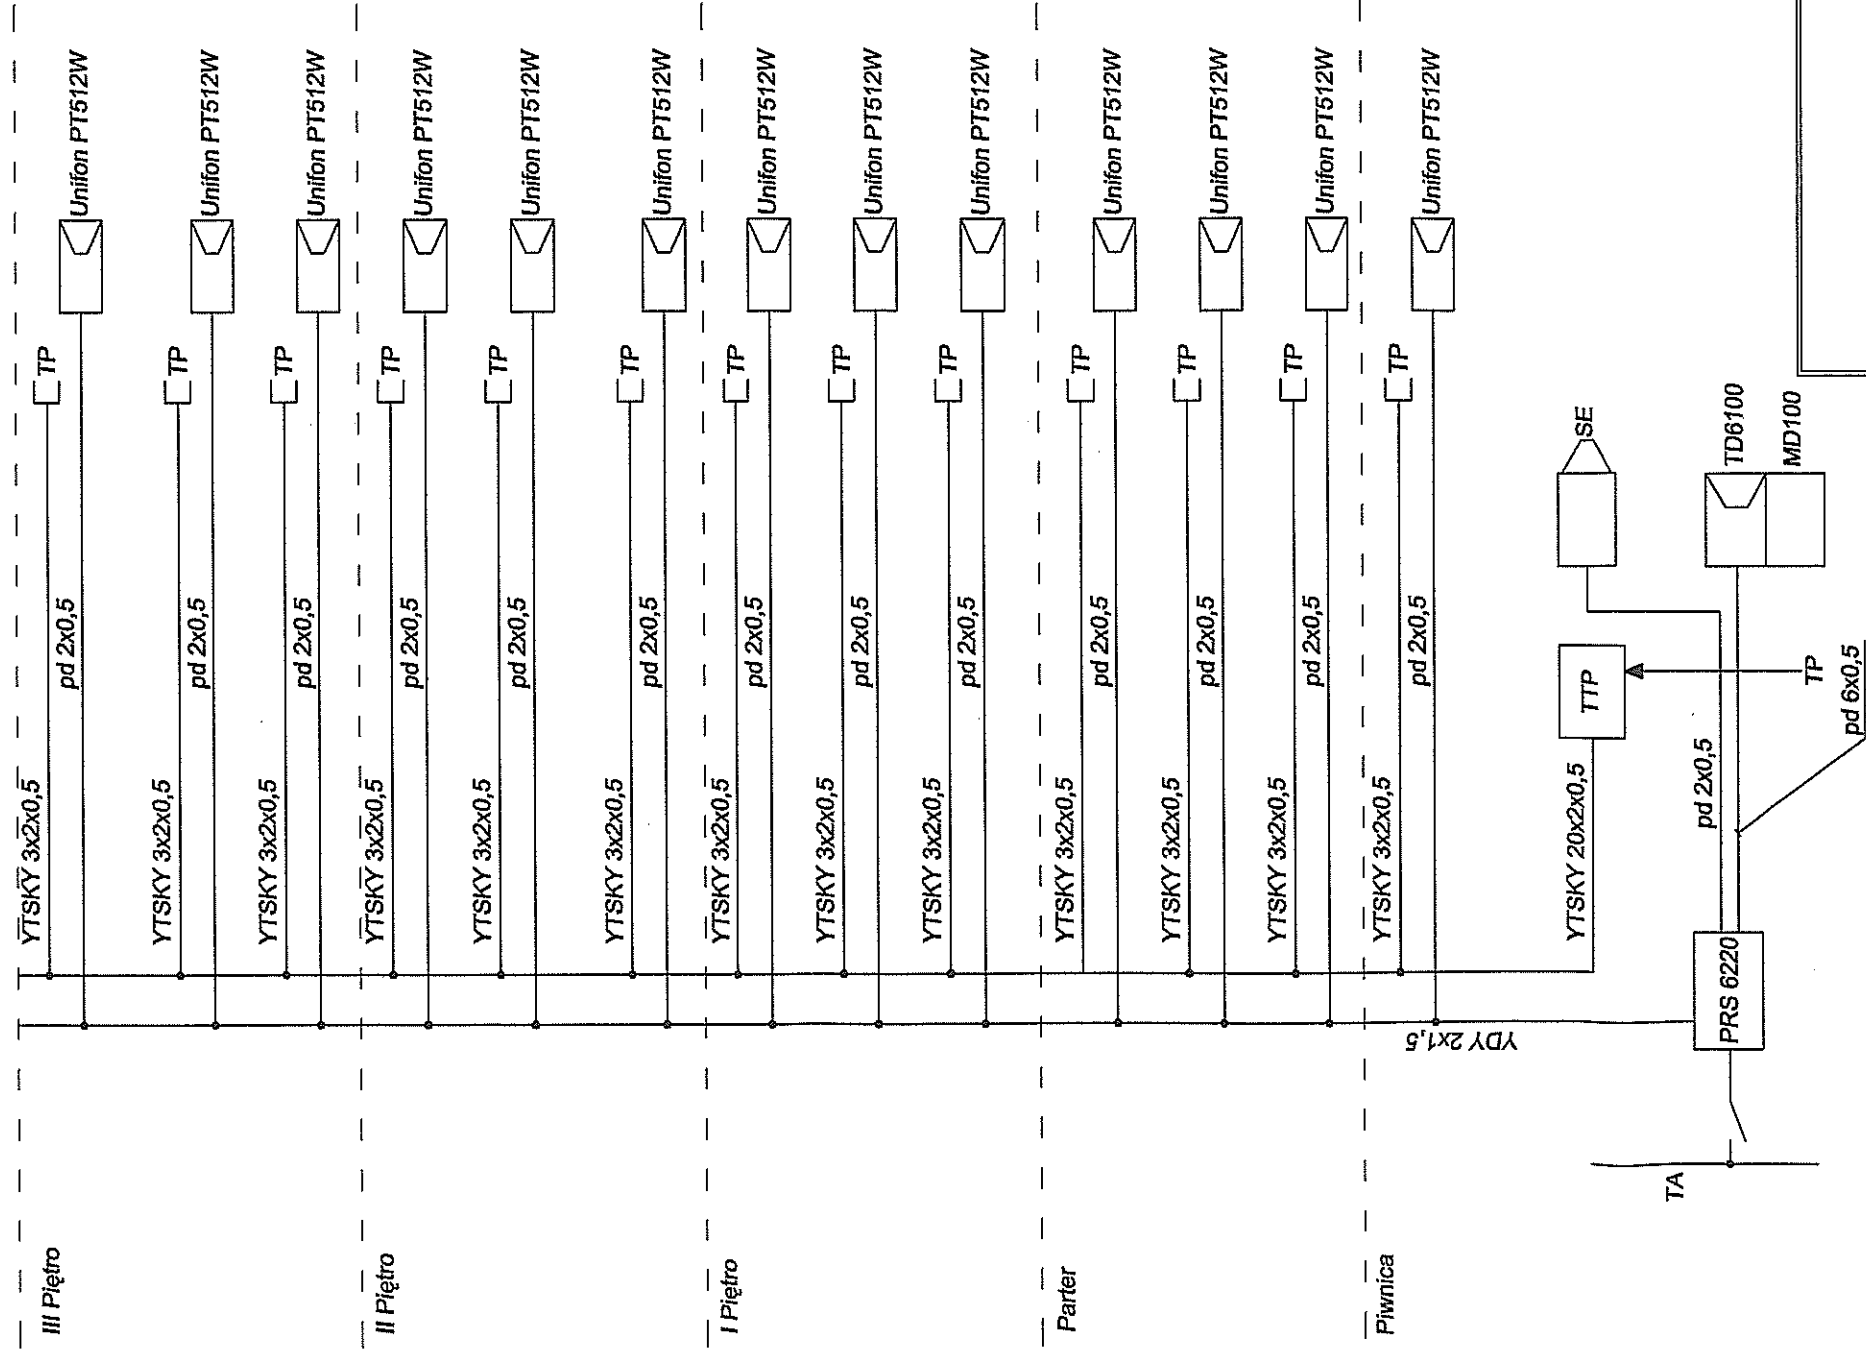 III Piętro
YTSKY 3x2x0,5
pd 2x0,5
TP
Unifon PT512W
YTSKY 3x2x0,5
pd 2x0,5
TP
Unifon PT512W
YTSKY 3x2x0,5
pd 2x0,5
TP
Unifon PT512W
II Piętro
YTSKY 3x2x0,5
pd 2x0,5
TP
Unifon PT512W
YTSKY 3x2x0,5
pd 2x0,5
TP
Unifon PT512W
YTSKY 3x2x0,5
pd 2x0,5
TP
Unifon PT512W
I Piętro
YTSKY 3x2x0,5
pd 2x0,5
TP
Unifon PT512W
YTSKY 3x2x0,5
pd 2x0,5
TP
Unifon PT512W
YTSKY 3x2x0,5
pd 2x0,5
TP
Unifon PT512W
Parter
YTSKY 3x2x0,5
pd 2x0,5
TP
Unifon PT512W
YTSKY 3x2x0,5
pd 2x0,5
TP
Unifon PT512W
YTSKY 3x2x0,5
pd 2x0,5
TP
Unifon PT512W
Piwnica
YTSKY 3x2x0,5
pd 2x0,5
TP
Unifon PT512W
YDY 2x1,5
YTSKY 20x2x0,5
TTP
SE
TA
PRS 6220
pd 2x0,5
TD6100
MD100
TP
pd 6x0,5